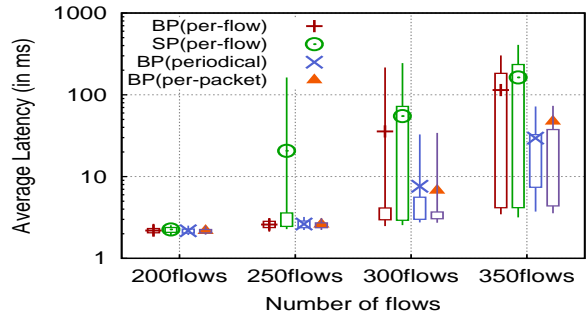 1000
100
10
1
Average Latency (in ms)
BP(per-flow)
SP(per-flow)
BP(periodical)
BP(per-packet)
200flows 250flows 300flows 350flows
Number of flows